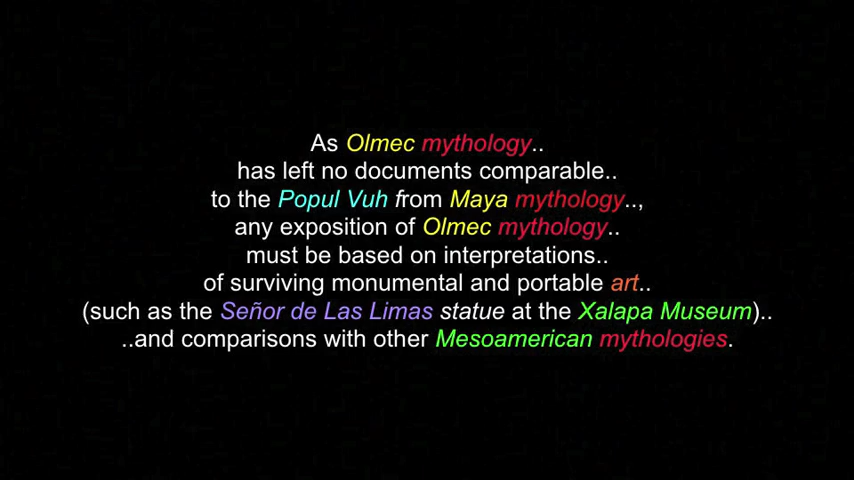 As Olmec mythology..
has left no documents comparable..
to the Popul Vuh from Maya mythology..,
any exposition of Olmec mythology..
must be based on interpretations..
of surviving monumental and portable art..
(such as the Señor de Las Limas statue at the Xalapa Museum)..
..and comparisons with other Mesoamerican mythologies.